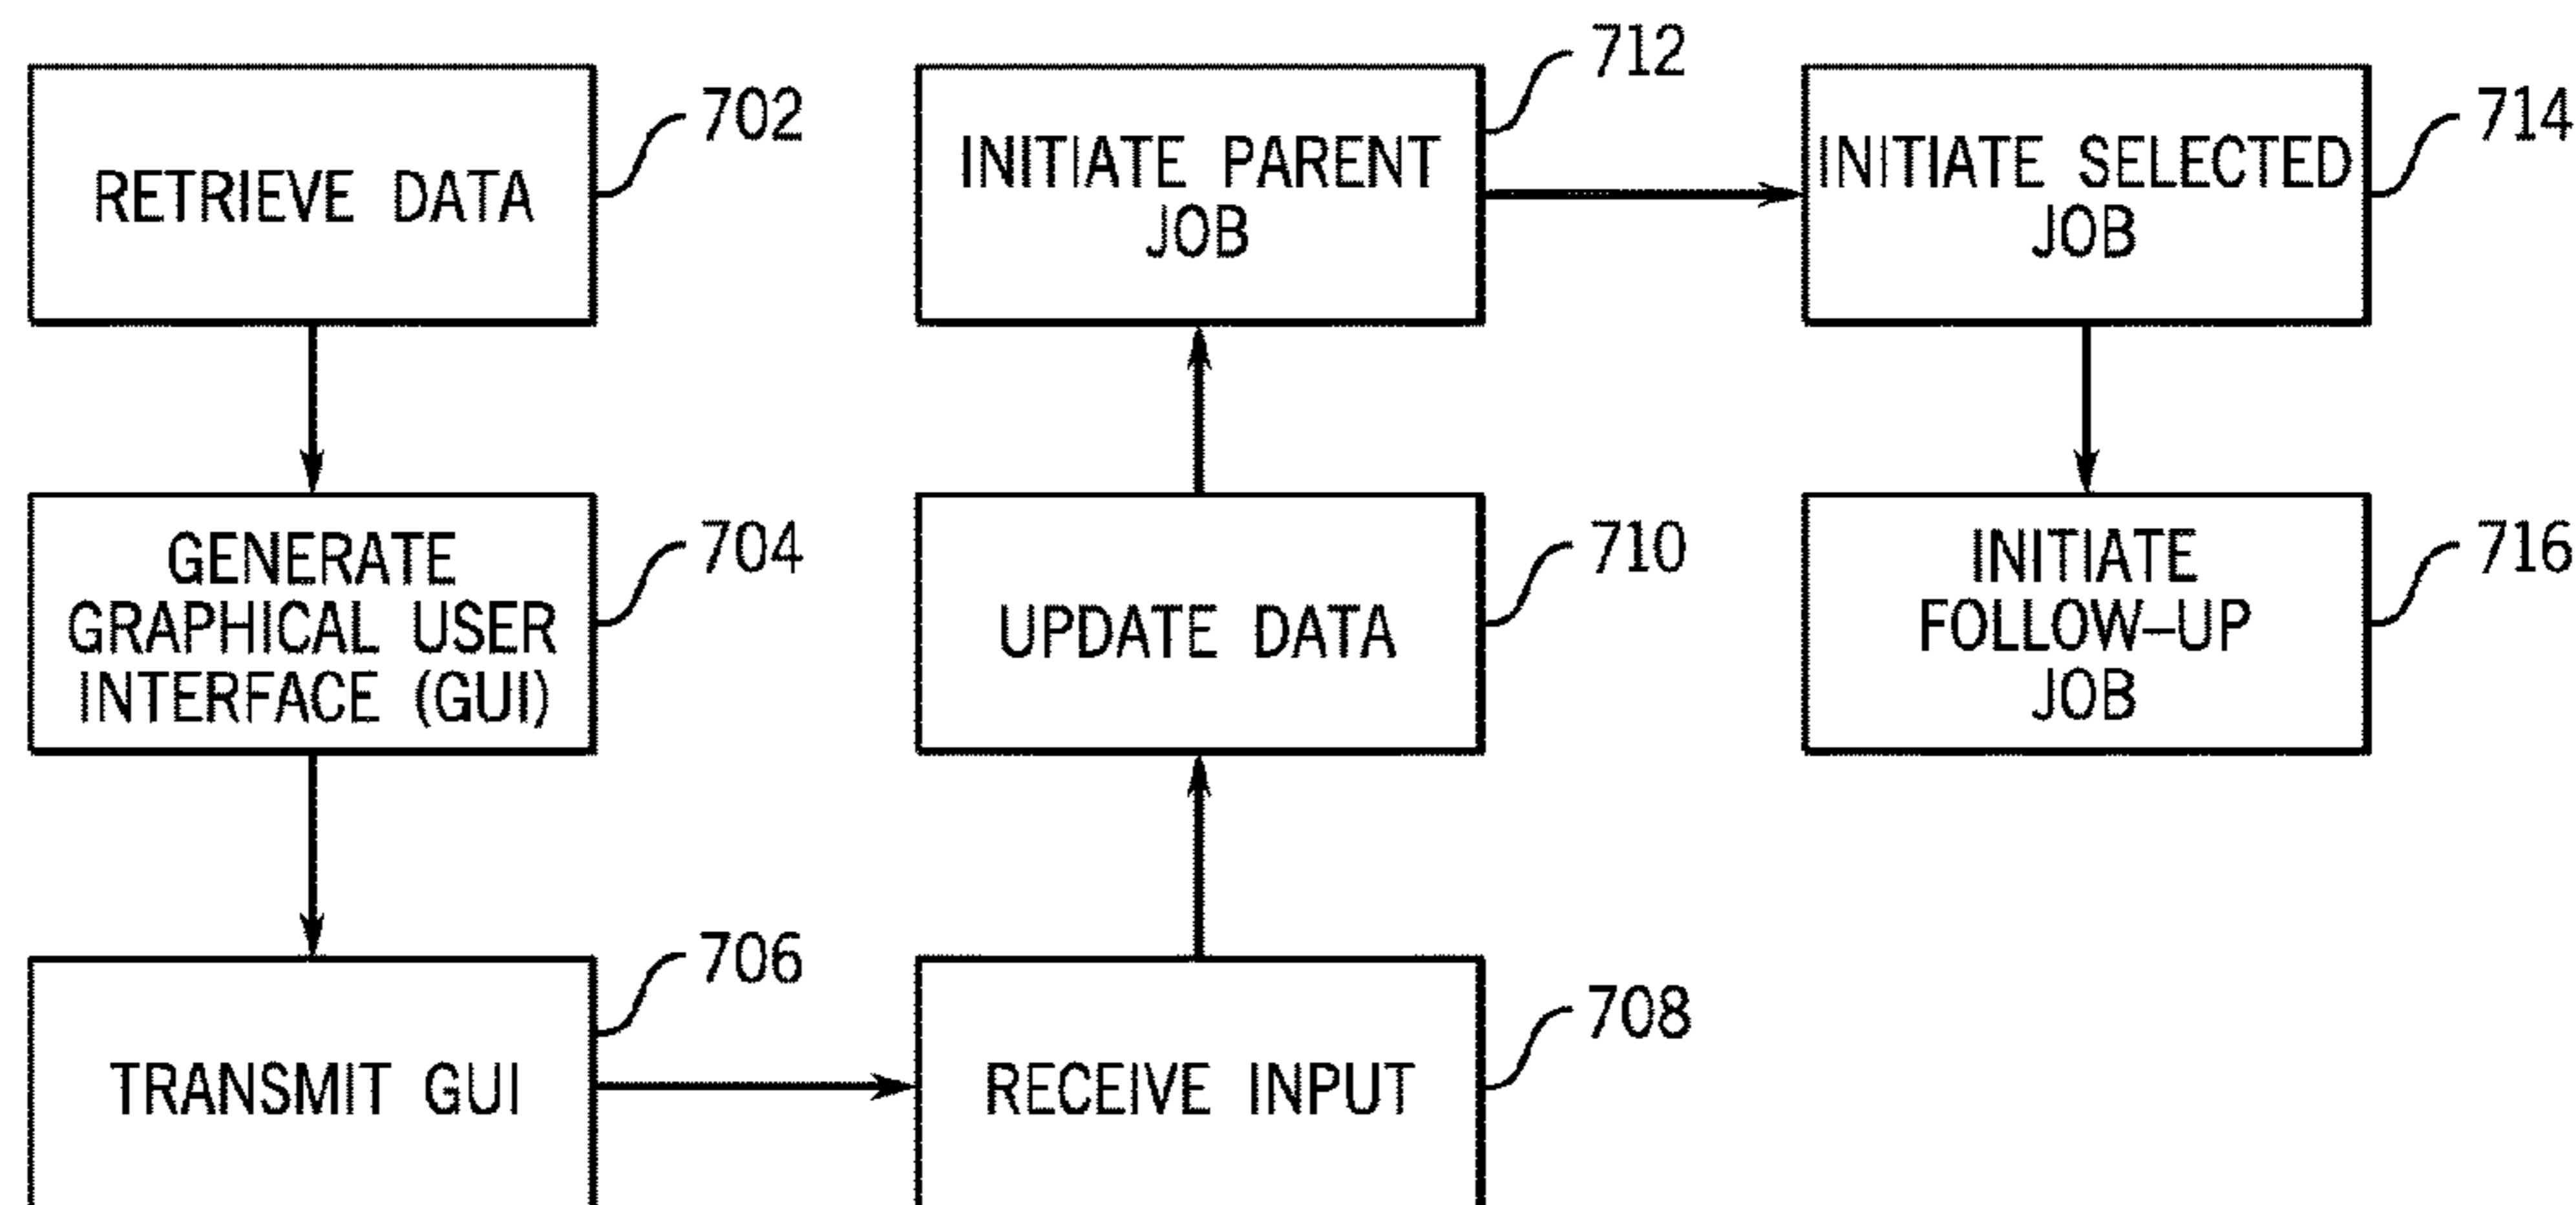 RETRIEVE DATA
702
GENERATE
GRAPHICAL USER
INTERFACE (GUI)
704
TRANSMIT GUI
706
RECEIVE INPUT
708
UPDATE DATA
710
INITIATE PARENT
JOB
712
INITIATE SELECTED
JOB
714
INITIATE
FOLLOW–UP
JOB
716